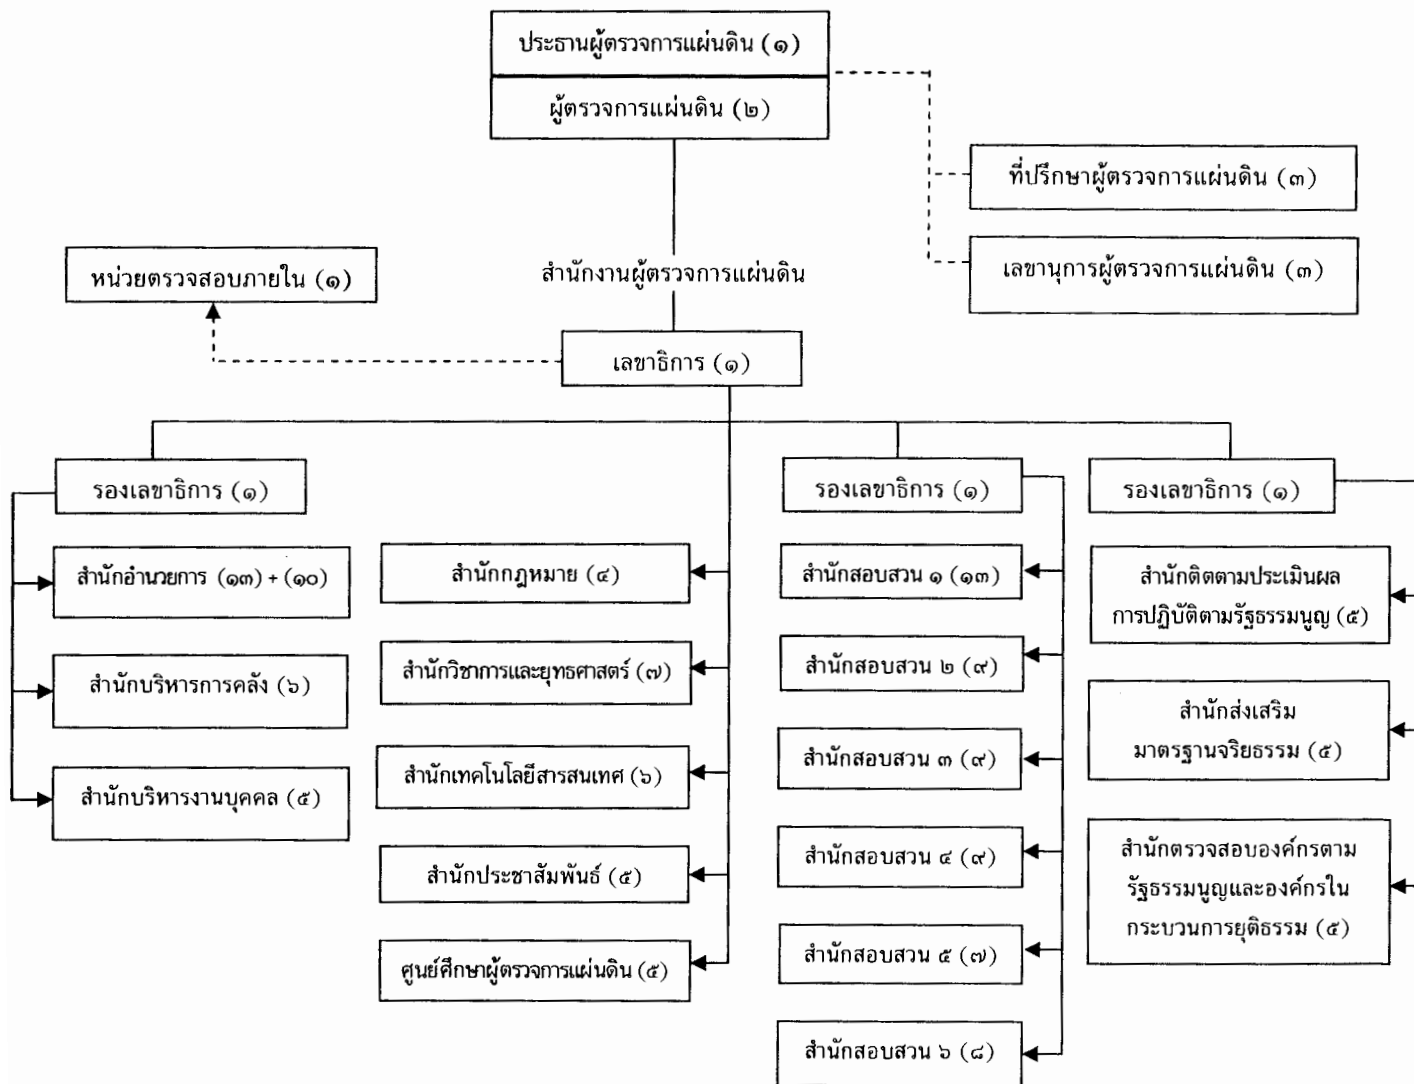 ประธานผู้ตรวจการแผ่นดิน (๑)
ผู้ตรวจการแผ่นดิน (๒)
ที่ปรึกษาผู้ตรวจการแผ่นดิน (๓)
เลขานุการผู้ตรวจการแผ่นดิน (๓)
สำนักงานผู้ตรวจการแผ่นดิน
หน่วยตรวจสอบภายใน (๑)
เลขาธิการ (๑)
รองเลขาธิการ (๑)
สำนักอำนวยการ (๑๓) + (๑๐)
สำนักบริหารการคลัง (๖)
สำนักบริหารงานบุคคล (๕)
สำนักกฎหมาย (๔)
สำนักวิชาการและยุทธศาสตร์ (๗)
สำนักเทคโนโลยีสารสนเทศ (๖)
สำนักประชาสัมพันธ์ (๕)
ศูนย์ศึกษาผู้ตรวจการแผ่นดิน (๕)
รองเลขาธิการ (๑)
สำนักสอบสวน ๑ (๑๓)
สำนักสอบสวน ๒ (๙)
สำนักสอบสวน ๓ (๙)
สำนักสอบสวน ๔ (๙)
สำนักสอบสวน ๕ (๗)
สำนักสอบสวน ๖ (๘)
รองเลขาธิการ (๑)
สำนักติดตามประเมินผล
การปฏิบัติตามรัฐธรรมนูญ (๕)
สำนักส่งเสริม
มาตรฐานจริยธรรม (๕)
สำนักตรวจสอบองค์กรตาม
รัฐธรรมนูญและองค์กรใน
กระบวนการยุติธรรม (๕)